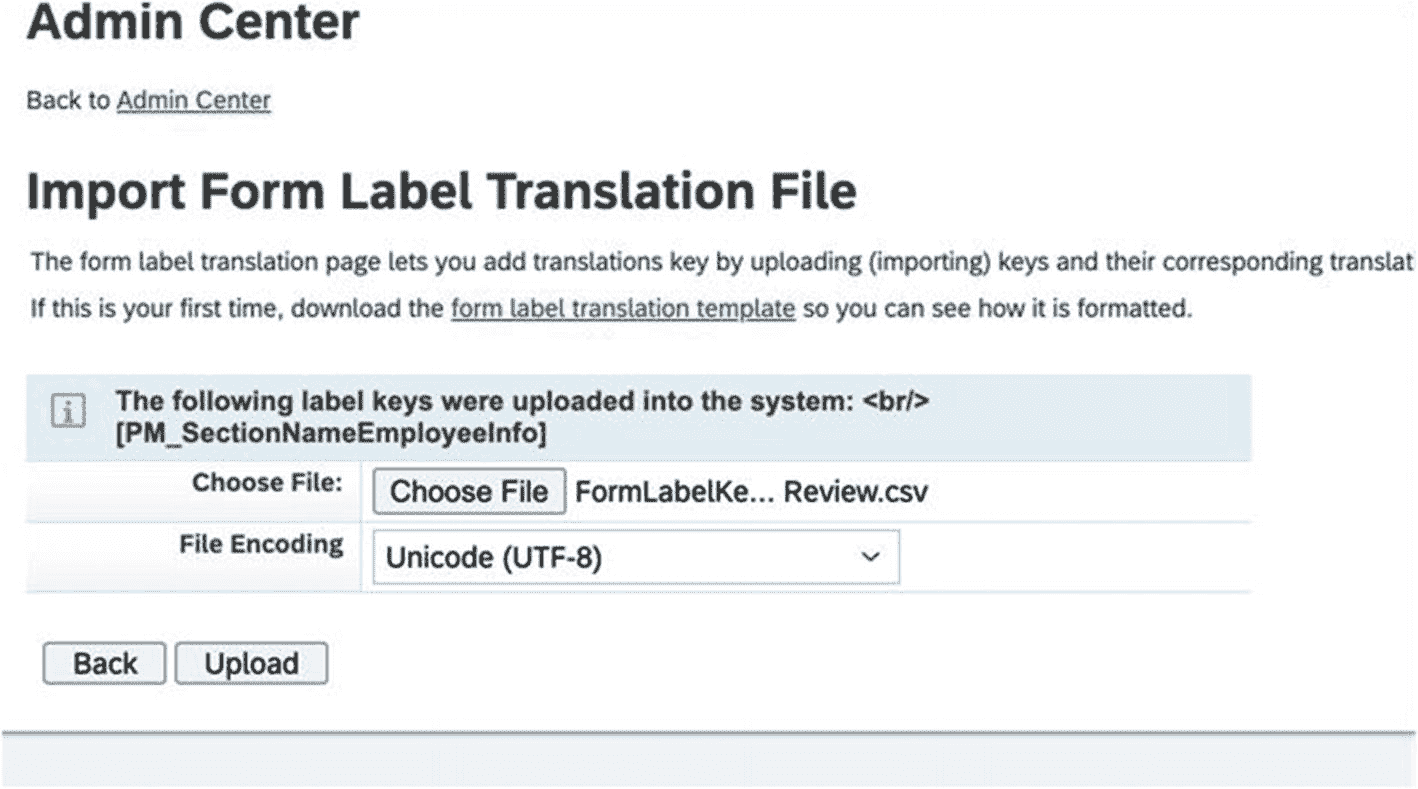 Admin Center
Back to Admin Center
Import Form Label Translation File
The form label translation page lets you add translations key by uploading (importing) keys and their corresponding translat
If this is your first time, download the form label translation template so you can see how it is formatted.
The following label keys were uploaded into the system: <br/>
[PM_SectionNameEmployeeInfo]
Choose File: Choose File FormLabelKe... Review.csv
File Encoding Unicode (UTF-8)
Back Upload